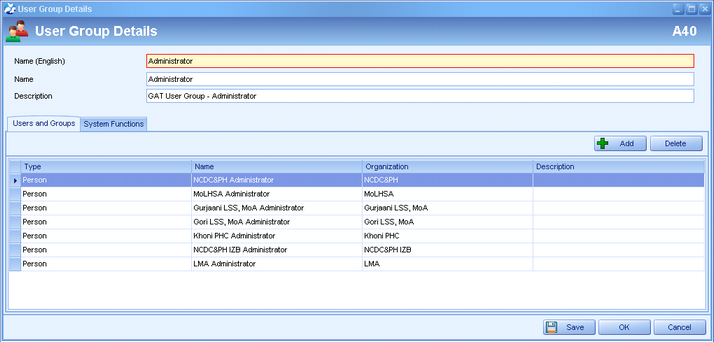 User Group Details
User Group Details A40
Name (English) Administrator
Name Administrator
Description GAT User Group - Administrator
Users and Groups System Functions
Add Delete
Type Name Organization Description
Person NCDC&PH Administrator NCDC&PH
Person MoLHSA Administrator MoLHSA
Person Gurjaani LSS, MoA Administrator Gurjaani LSS, MoA
Person Gori LSS, MoA Administrator Gori LSS, MoA
Person Khoni PHC Administrator Khoni PHC
Person NCDC&PH IZB Administrator NCDC&PH IZB
Person LMA Administrator LMA
Save OK Cancel